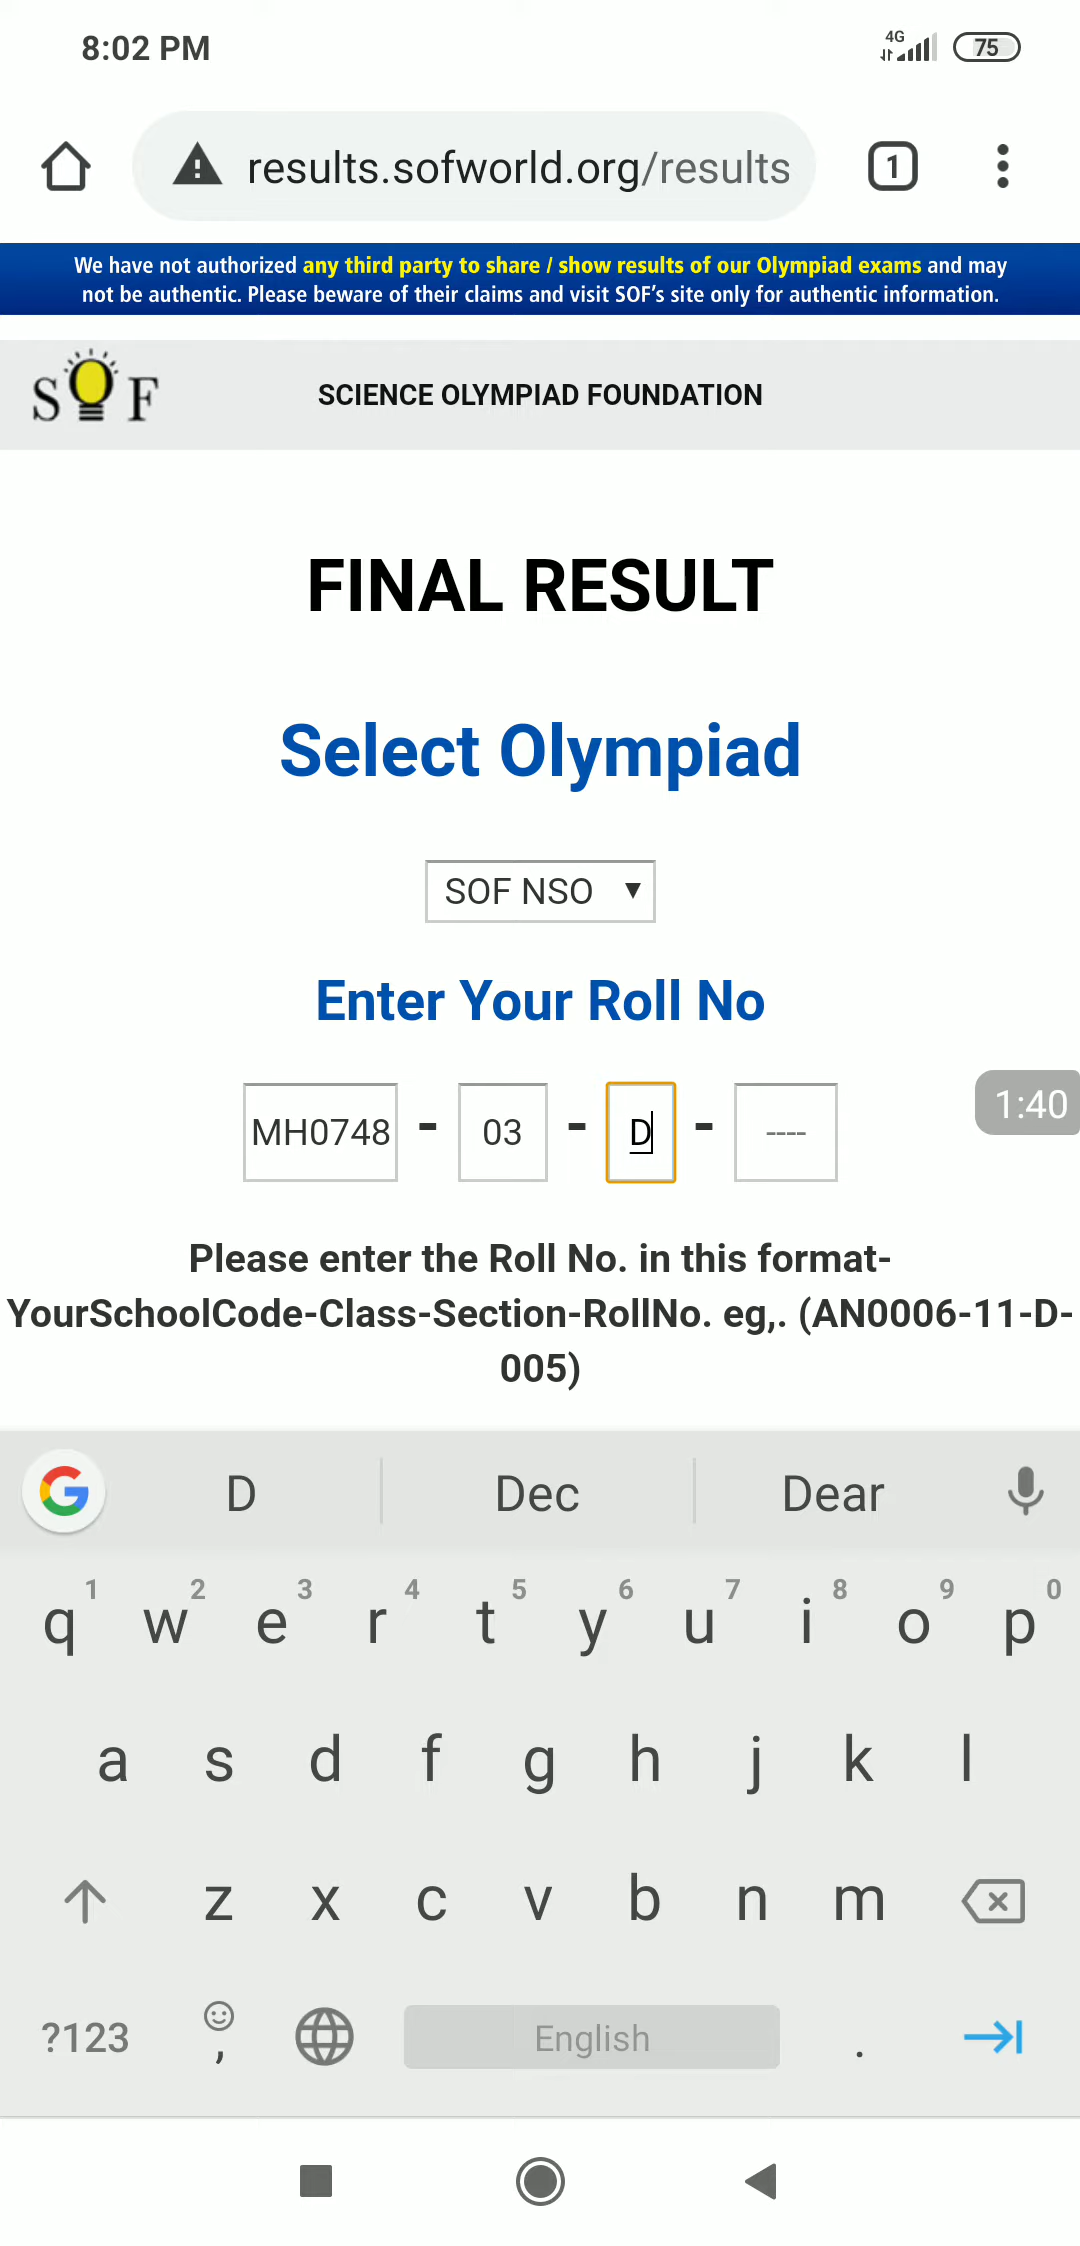 8:02 PM
4G
75
results.sofworld.org/results
1
We have not authorized any third party to share / show results of our Olympiad exams and may
not be authentic. Please beware of their claims and visit SOF's site only for authentic information.
SOF
SCIENCE OLYMPIAD FOUNDATION
FINAL RESULT
Select Olympiad
SOF NSO
Enter Your Roll No
MH0748 - 03 - D - ----
1:40
Please enter the Roll No. in this format-
YourSchoolCode-Class-Section-RollNo. eg,. (AN0006-11-D-
005)
D Dec Dear
1 2 3 4 5 6 7 8 9 0
q w e r t y u i o p
a s d f g h j k l
z x c v b n m
?123 , English .